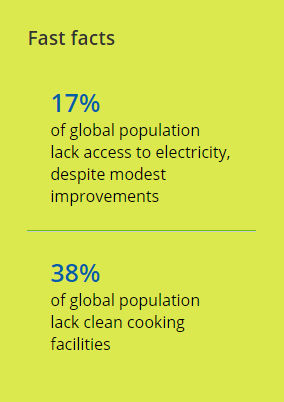 Fast facts
17%
of global population
lack access to electricity,
despite modest
improvements
38%
of global population
lack clean cooking
facilities